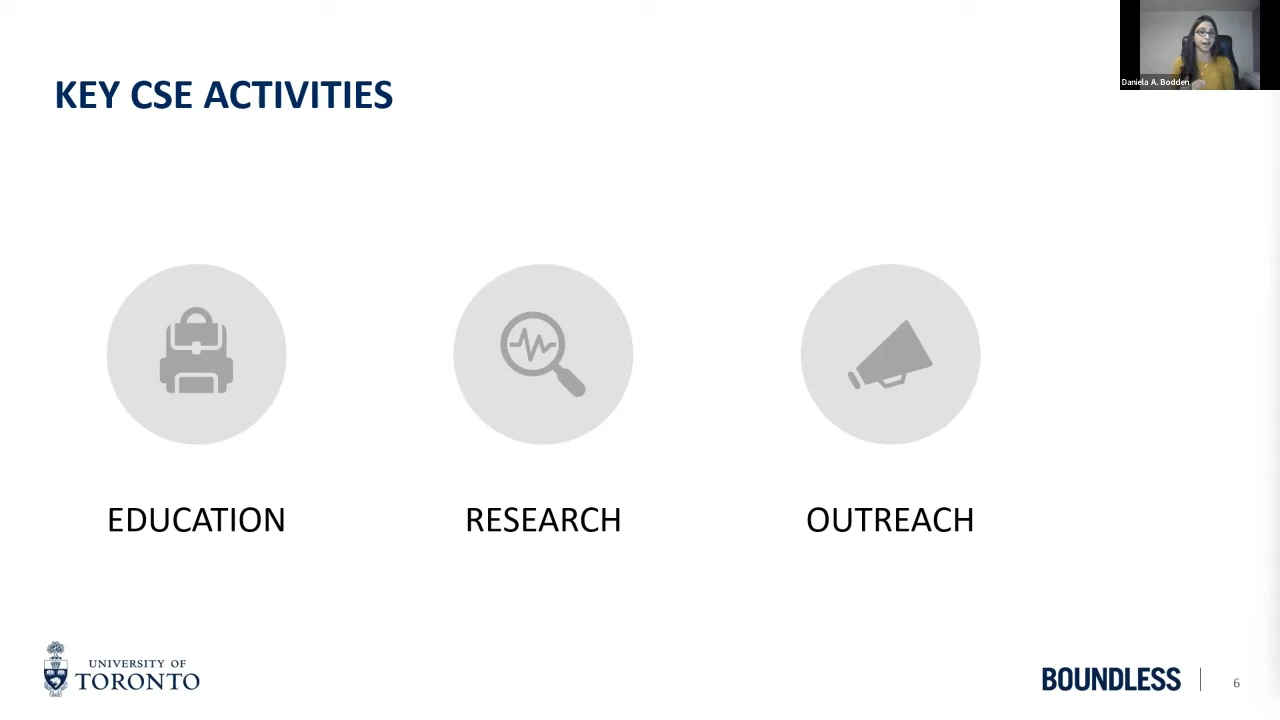 Daniela A. Bodden
KEY CSE ACTIVITIES
EDUCATION
RESEARCH
OUTREACH
UNIVERSITY OF
TORONTO
BOUNDLESS
6